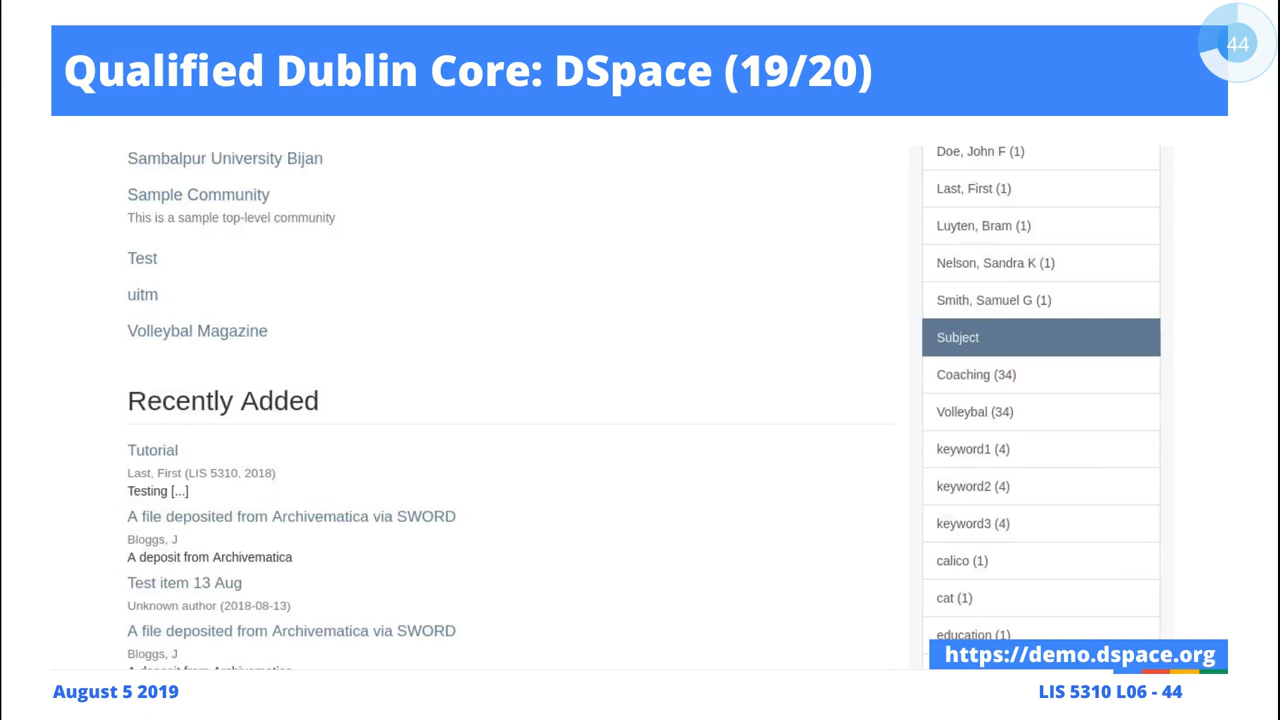 44
Qualified Dublin Core: DSpace (19/20)
Sambalpur University Bijan
Sample Community
This is a sample top-level community
Test
uitm
Volleybal Magazine
Recently Added
Tutorial
Last, First (LIS 5310, 2018)
Testing [...]
A file deposited from Archivematica via SWORD
Bloggs, J
A deposit from Archivematica
Test item 13 Aug
Unknown author (2018-08-13)
A file deposited from Archivematica via SWORD
Bloggs, J
A deposit from Archivematica
Doe, John F (1)
Last, First (1)
Luyten, Bram (1)
Nelson, Sandra K (1)
Smith, Samuel G (1)
Subject
Coaching (34)
Volleybal (34)
keyword1 (4)
keyword2 (4)
keyword3 (4)
calico (1)
cat (1)
education (1)
https://demo.dspace.org
August 5 2019
LIS 5310 L06 - 44